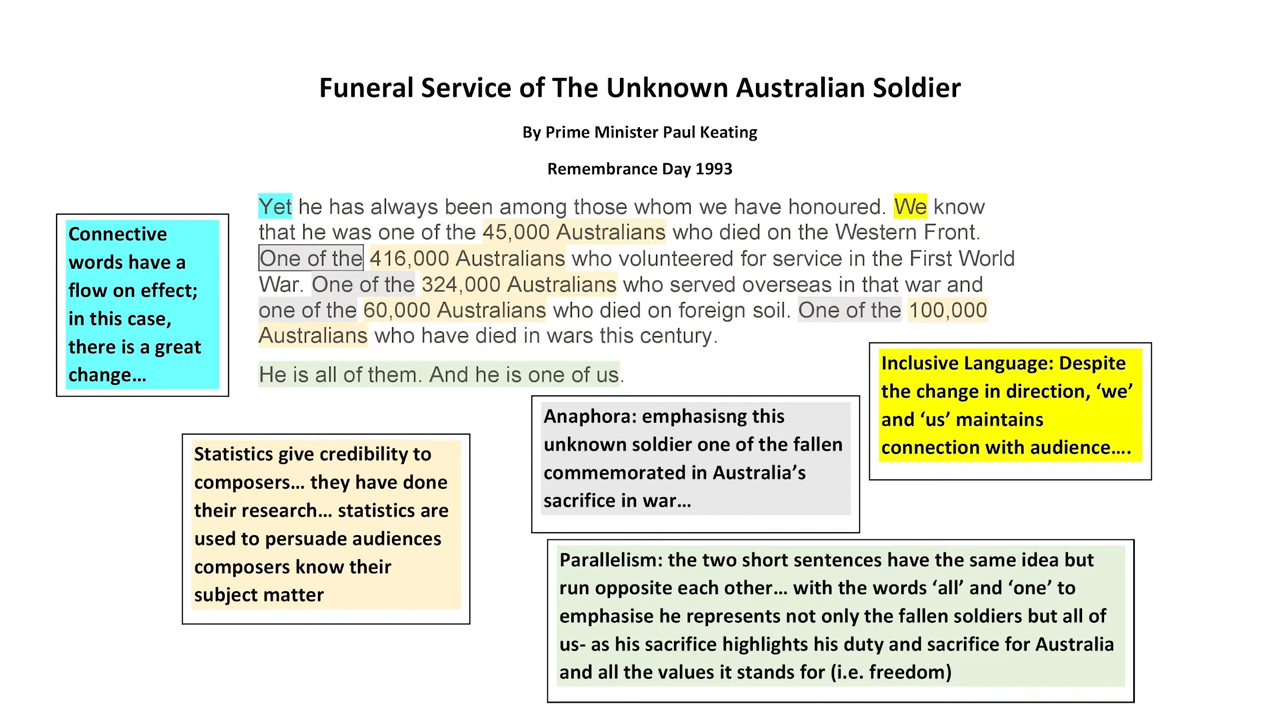 Funeral Service of The Unknown Australian Soldier
By Prime Minister Paul Keating
Remembrance Day 1993
Yet he has always been among those whom we have honoured. We know
that he was one of the 45,000 Australians who died on the Western Front.
One of the 416,000 Australians who volunteered for service in the First World
War. One of the 324,000 Australians who served overseas in that war and
one of the 60,000 Australians who died on foreign soil. One of the 100,000
Australians who have died in wars this century.
He is all of them. And he is one of us.
Connective
words have a
flow on effect;
in this case,
there is a great
change…
Inclusive Language: Despite
the change in direction, ‘we’
and ‘us’ maintains
connection with audience….
Anaphora: emphasisng this
unknown soldier one of the fallen
commemorated in Australia’s
sacrifice in war…
Statistics give credibility to
composers… they have done
their research… statistics are
used to persuade audiences
composers know their
subject matter
Parallelism: the two short sentences have the same idea but
run opposite each other… with the words ‘all’ and ‘one’ to
emphasise he represents not only the fallen soldiers but all of
us- as his sacrifice highlights his duty and sacrifice for Australia
and all the values it stands for (i.e. freedom)